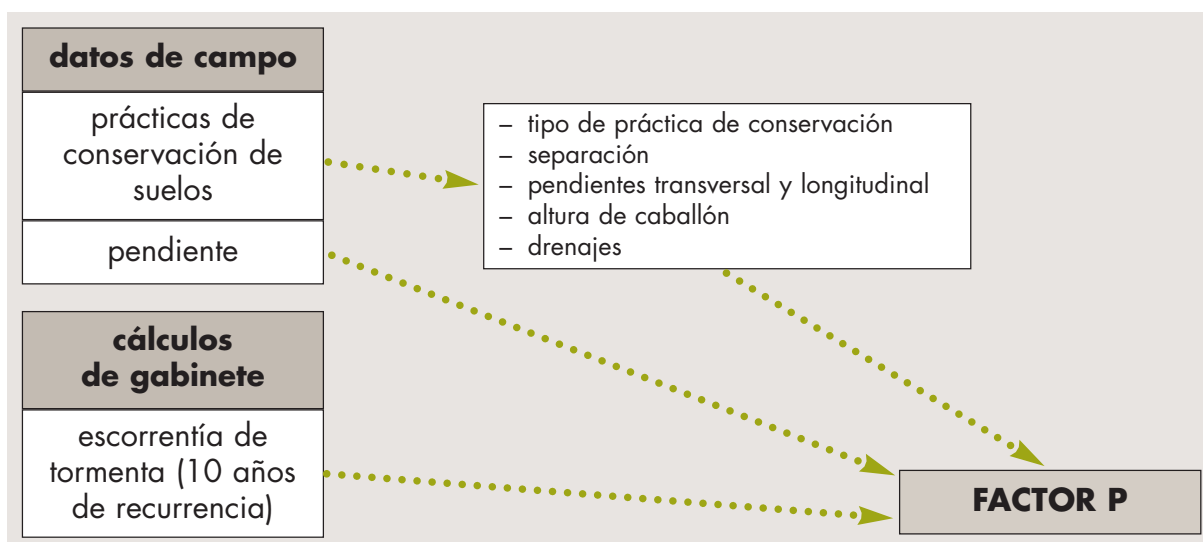 datos de campo
prácticas de
conservación de
suelos
pendiente
– tipo de práctica de conservación
– separación
– pendientes transversal y longitudinal
– altura de caballón
– drenajes
cálculos
de gabinete
escorrentía de
tormenta (10 años
de recurrencia)
FACTOR P